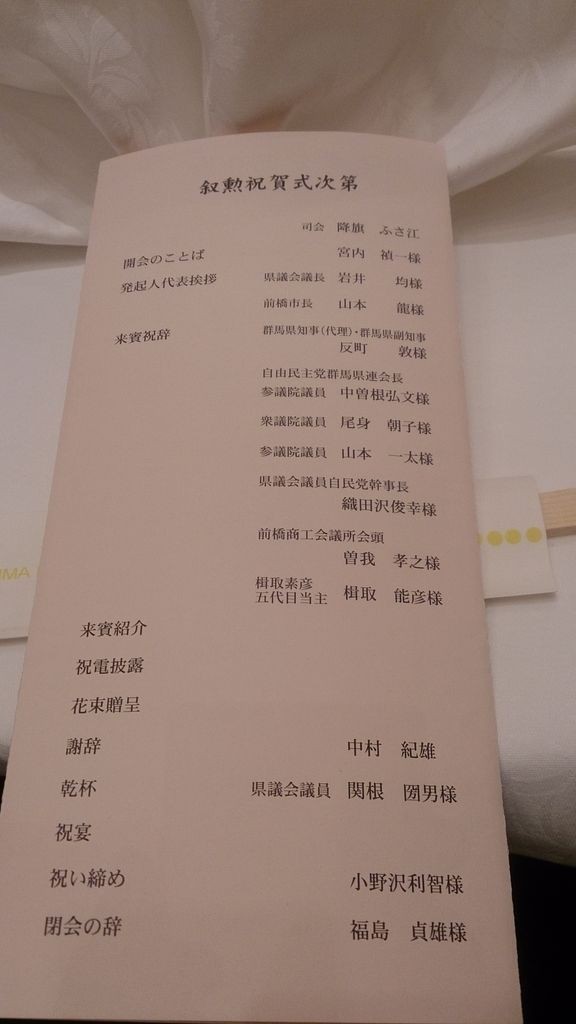 叙勲祝賀式次第
司会 降旗 ふさ江
開会のことば 宮内 禎一様
発起人代表挨拶 県議会議長 岩井 均様
前橋市長 山本 龍様
来賓祝辞 群馬県知事(代理)・群馬県副知事
反町 敦様
自由民主党群馬県連会長
参議院議員 中曽根弘文様
衆議院議員 尾身 朝子様
参議院議員 山本 一太様
県議会議員自民党幹事長
織田沢俊幸様
前橋商工会議所会頭
曽我 孝之様
楫取素彦
五代目当主 楫取 能彦様
来賓紹介
祝電披露
花束贈呈
謝辞 中村 紀雄
乾杯 県議会議員 関根 圀男様
祝宴
祝い締め 小野沢利智様
閉会の辞 福島 貞雄様
IMA